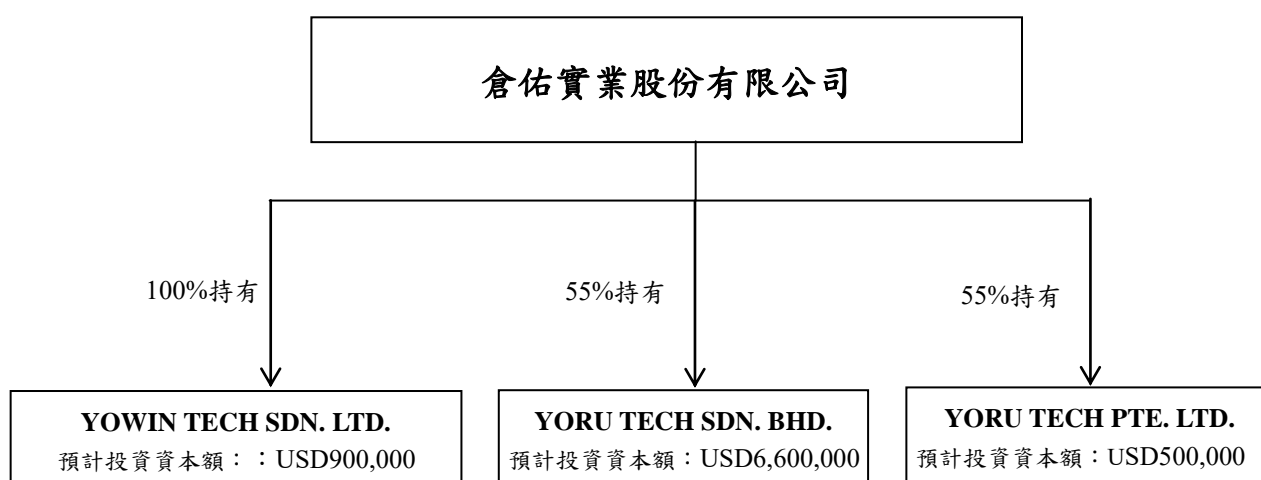 倉佑實業股份有限公司
100%持有
55%持有
55%持有
YOWIN TECH SDN. LTD.
預計投資資本額：：USD900,000
YORU TECH SDN. BHD.
預計投資資本額：USD6,600,000
YORU TECH PTE. LTD.
預計投資資本額：USD500,000